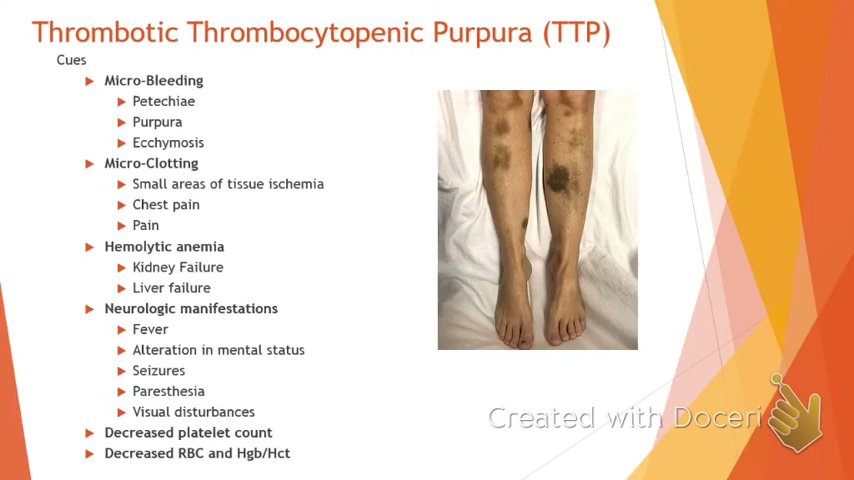 Thrombotic Thrombocytopenic Purpura (TTP)
Cues
Micro-Bleeding
Petechiae
Purpura
Ecchymosis
Micro-Clotting
Small areas of tissue ischemia
Chest pain
Pain
Hemolytic anemia
Kidney Failure
Liver failure
Neurologic manifestations
Fever
Alteration in mental status
Seizures
Paresthesia
Visual disturbances
Decreased platelet count
Decreased RBC and Hgb/Hct
Created with Doceri